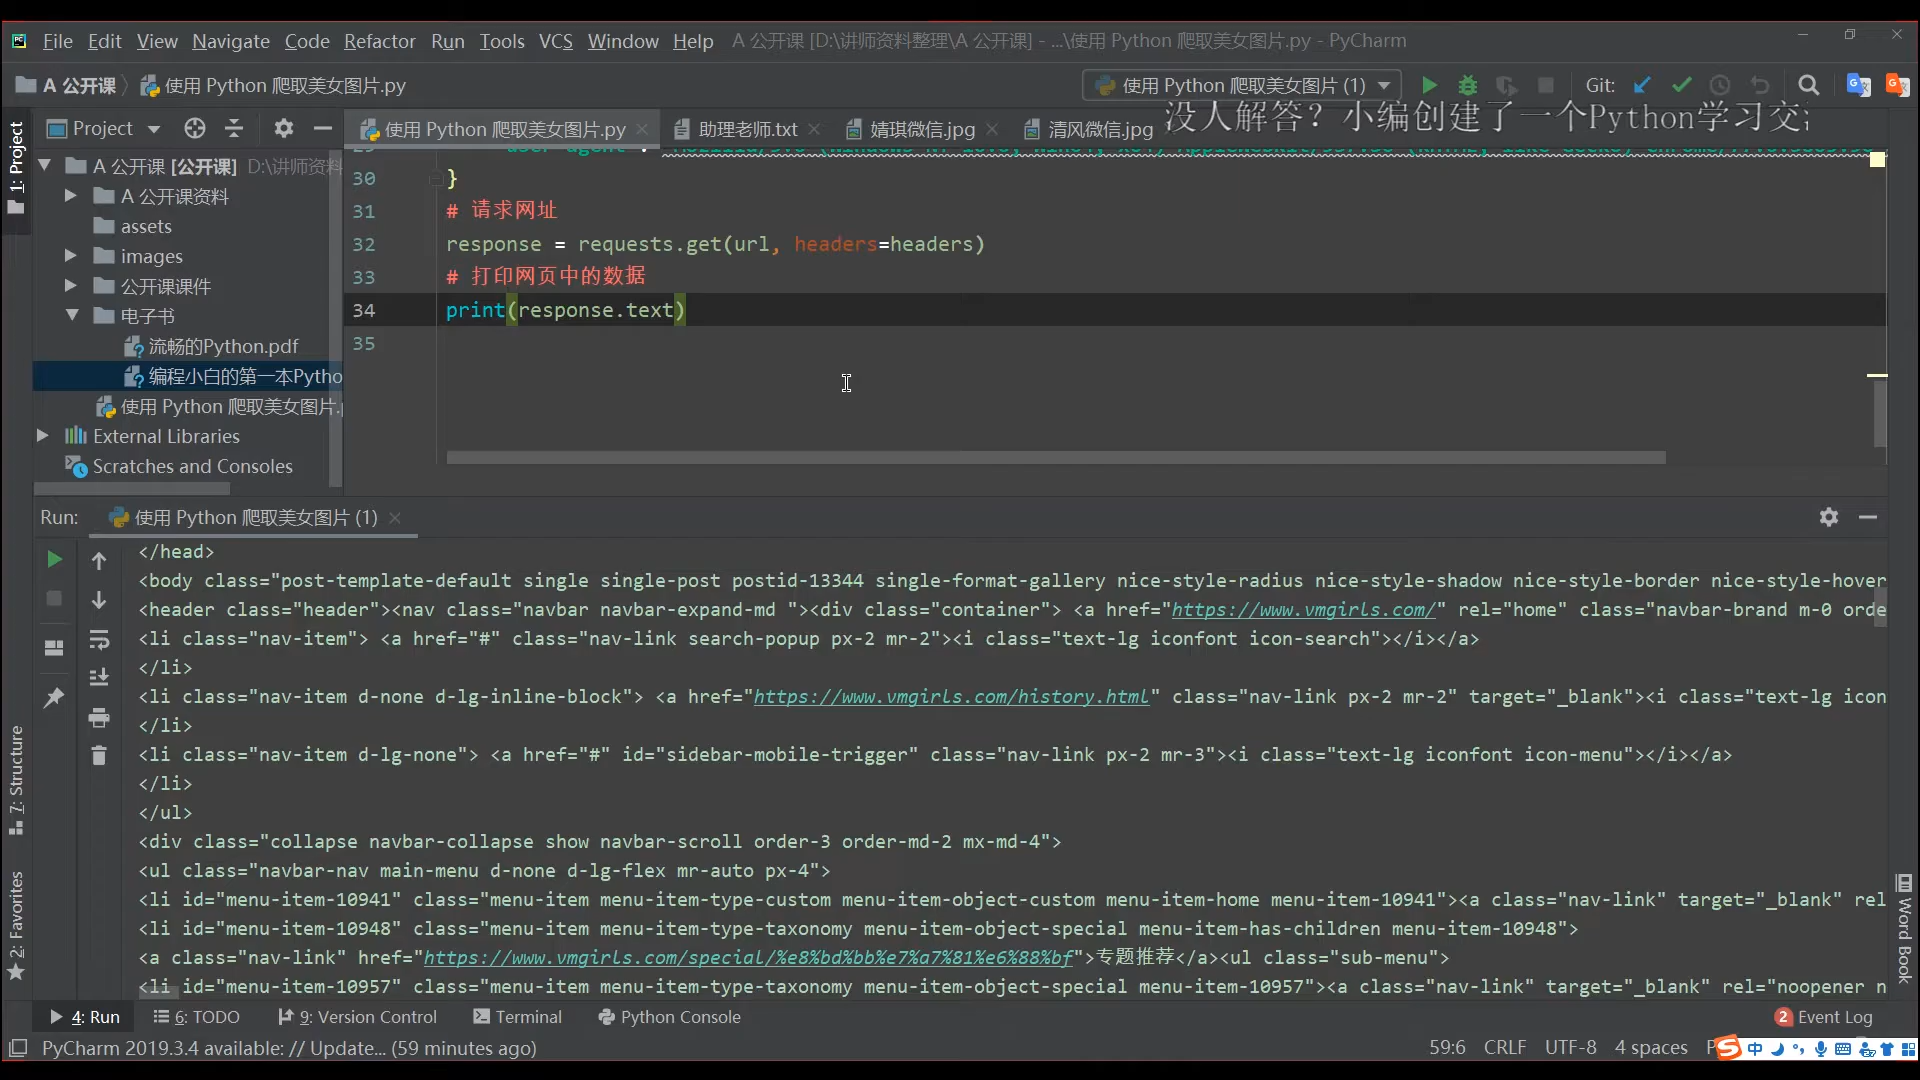 File Edit View Navigate Code Refactor Run Tools VCS Window Help A 公开课 [D:\讲师资料整理\A 公开课] - ...\使用 Python 爬取美女图片.py - PyCharm
A 公开课 使用 Python 爬取美女图片.py 使用 Python 爬取美女图片 (1) Git:
没人解答？小编创建了一个Python学习交
Project 使用 Python 爬取美女图片.py 助理老师.txt 婧琪微信.jpg 清风微信.jpg
1: Project
A 公开课 [公开课] D:\讲师资料
A 公开课资料
assets
images
公开课课件
电子书
流畅的Python.pdf
编程小白的第一本Pytho
使用 Python 爬取美女图片.
External Libraries
Scratches and Consoles
30 }
31 # 请求网址
32 response = requests.get(url, headers=headers)
33 # 打印网页中的数据
34 print(response.text)
35
Run: 使用 Python 爬取美女图片 (1)
</head>
<body class="post-template-default single single-post postid-13344 single-format-gallery nice-style-radius nice-style-shadow nice-style-border nice-style-hover
<header class="header"><nav class="navbar navbar-expand-md "><div class="container"> <a href="https://www.vmgirls.com/" rel="home" class="navbar-brand m-0 orde
<li class="nav-item"> <a href="#" class="nav-link search-popup px-2 mr-2"><i class="text-lg iconfont icon-search"></i></a>
</li>
<li class="nav-item d-none d-lg-inline-block"> <a href="https://www.vmgirls.com/history.html" class="nav-link px-2 mr-2" target="_blank"><i class="text-lg icon
</li>
<li class="nav-item d-lg-none"> <a href="#" id="sidebar-mobile-trigger" class="nav-link px-2 mr-3"><i class="text-lg iconfont icon-menu"></i></a>
</li>
</ul>
<div class="collapse navbar-collapse show navbar-scroll order-3 order-md-2 mx-md-4">
<ul class="navbar-nav main-menu d-none d-lg-flex mr-auto px-4">
<li id="menu-item-10941" class="menu-item menu-item-type-custom menu-item-object-custom menu-item-home menu-item-10941"><a class="nav-link" target="_blank" rel
<li id="menu-item-10948" class="menu-item menu-item-type-taxonomy menu-item-object-special menu-item-has-children menu-item-10948">
<a class="nav-link" href="https://www.vmgirls.com/special/%e8%bd%bb%e7%a7%81%e6%88%bf">专题推荐</a><ul class="sub-menu">
<li id="menu-item-10957" class="menu-item menu-item-type-taxonomy menu-item-object-special menu-item-10957"><a class="nav-link" target="_blank" rel="noopener n
7: Structure
2: Favorites
Word Book
4: Run 6: TODO 9: Version Control Terminal Python Console 2 Event Log
PyCharm 2019.3.4 available: // Update... (59 minutes ago) 59:6 CRLF UTF-8 4 spaces P 中